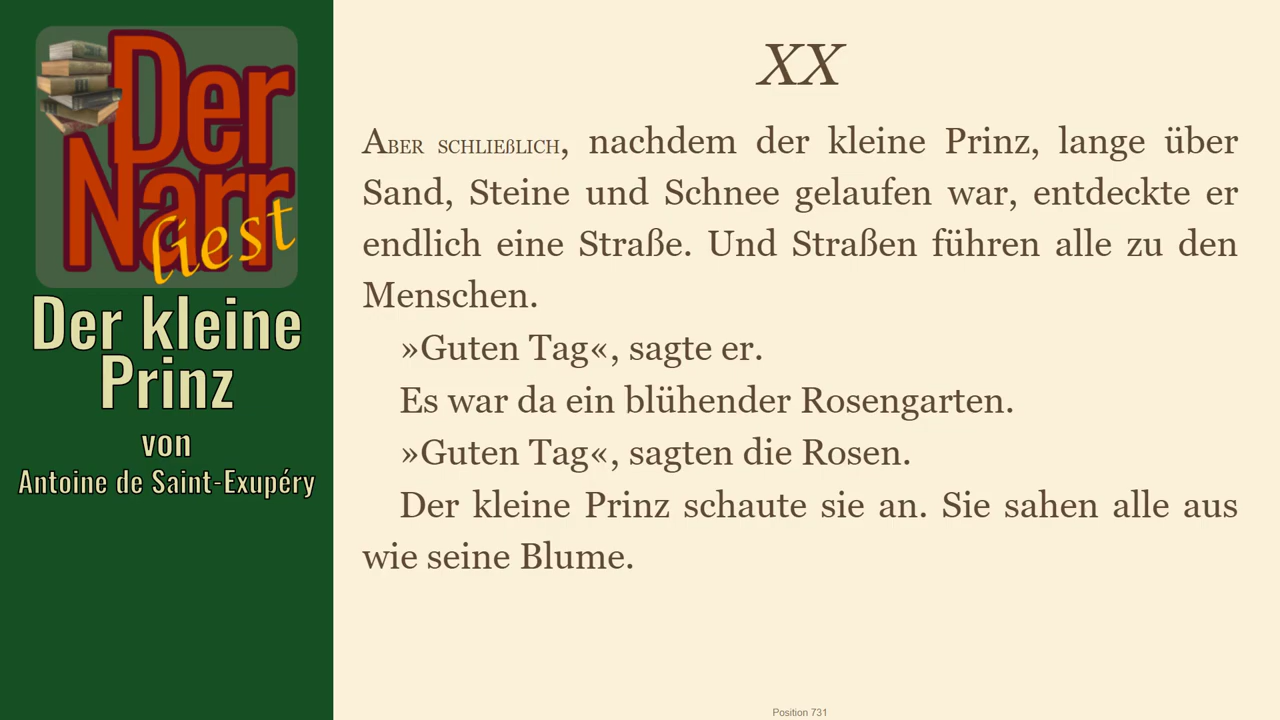 Der
Narr
liest
Der kleine
Prinz
von
Antoine de Saint-Exupéry
XX
ABER SCHLIEßLICH, nachdem der kleine Prinz, lange über
Sand, Steine und Schnee gelaufen war, entdeckte er
endlich eine Straße. Und Straßen führen alle zu den
Menschen.
»Guten Tag«, sagte er.
Es war da ein blühender Rosengarten.
»Guten Tag«, sagten die Rosen.
Der kleine Prinz schaute sie an. Sie sahen alle aus
wie seine Blume.
Position 731